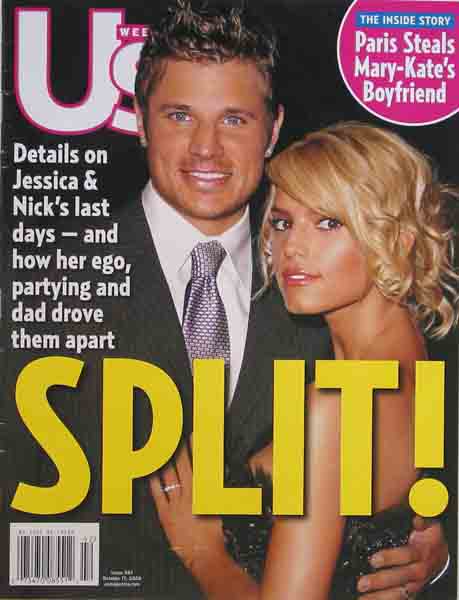 Us
WEE
THE INSIDE STORY
Paris Steals
Mary-Kate's
Boyfriend
Details on
Jessica &
Nick's last
days — and
how her ego,
partying and
dad drove
them apart
SPLIT!